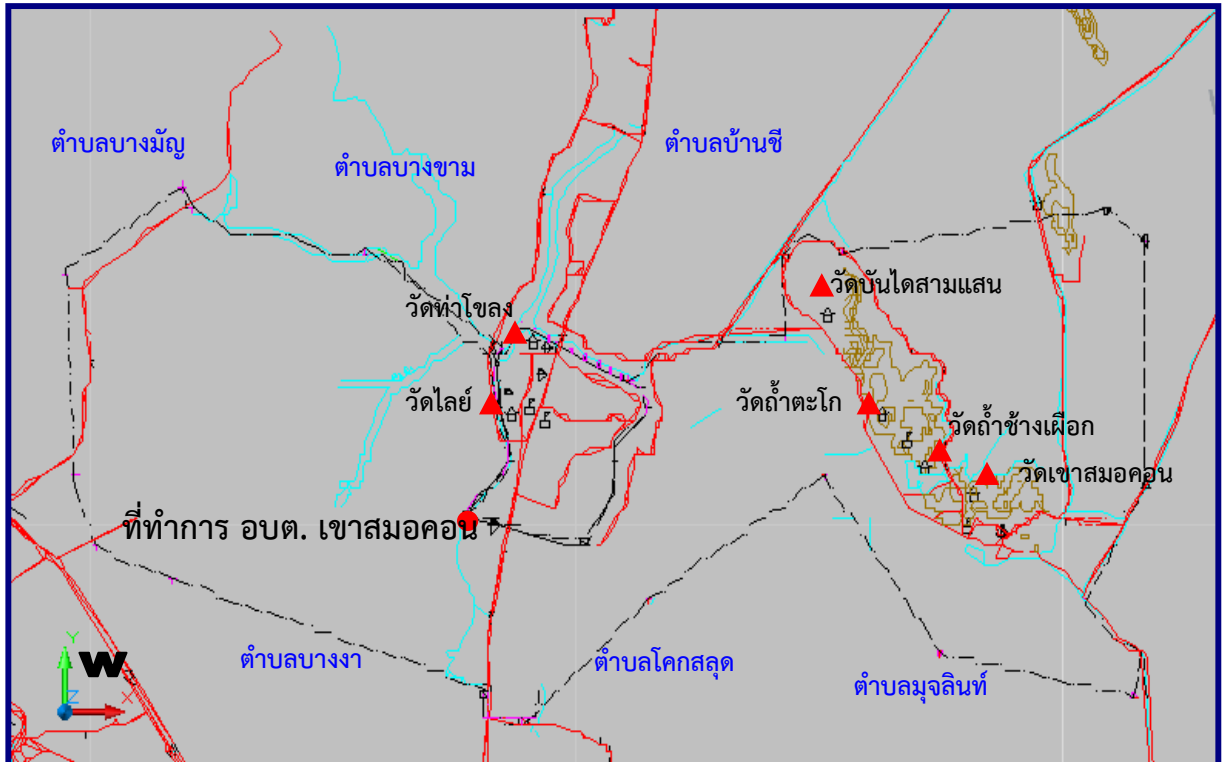 ตำบลบางมัญ
ตำบลบางขาม
ตำบลบ้านชี
วัดบันไดสามแสน
วัดท่าโขลง
วัดไลย์
วัดถ้ำตะโก
วัดถ้ำช้างเผือก
วัดเขาสมอคอน
ที่ทำการ อบต. เขาสมอคอน
ตำบลบางงา
ตำบลโคกสลุด
ตำบลมุจลินท์
Y
W
Z
X